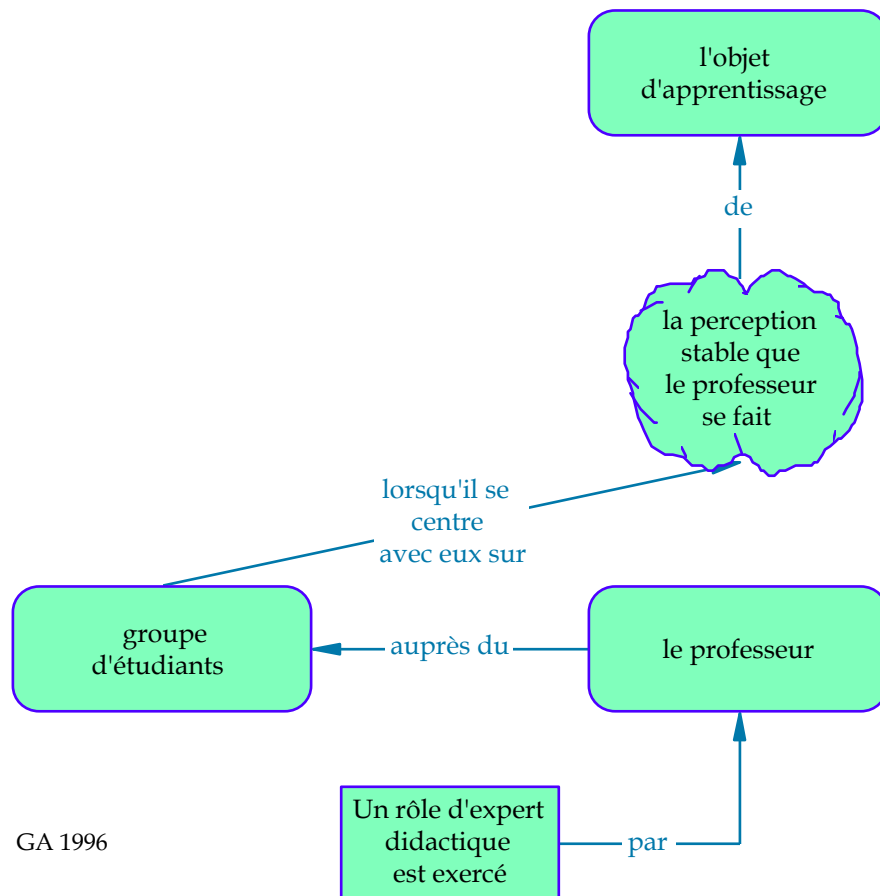 l'objet
d'apprentissage
de
la perception
stable que
le professeur
se fait
lorsqu'il se
centre
avec eux sur
groupe
d'étudiants
auprès du
le professeur
Un rôle d'expert
didactique
est exercé
par
GA 1996